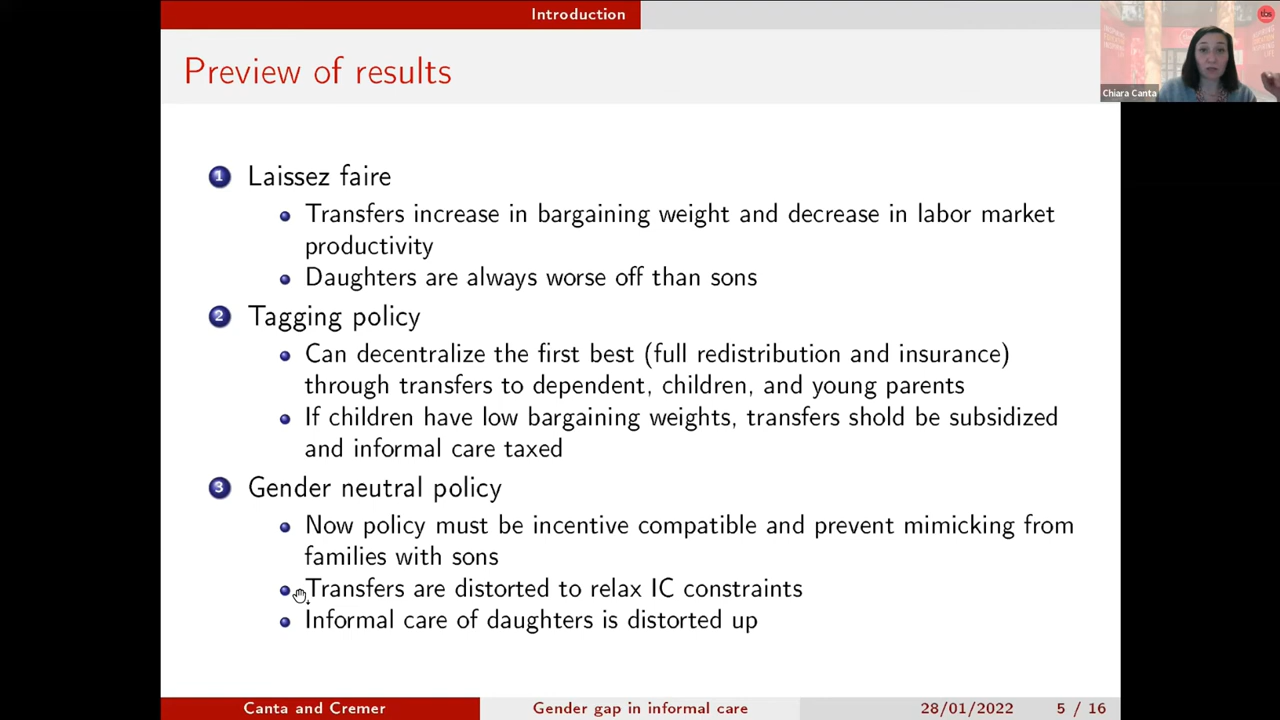 Introduction
tbs
Preview of results
Chiara Canta
1 Laissez faire
Transfers increase in bargaining weight and decrease in labor market
productivity
Daughters are always worse off than sons
2 Tagging policy
Can decentralize the first best (full redistribution and insurance)
through transfers to dependent, children, and young parents
If children have low bargaining weights, transfers shold be subsidized
and informal care taxed
3 Gender neutral policy
Now policy must be incentive compatible and prevent mimicking from
families with sons
Transfers are distorted to relax IC constraints
Informal care of daughters is distorted up
Canta and Cremer
Gender gap in informal care
28/01/2022
5 / 16